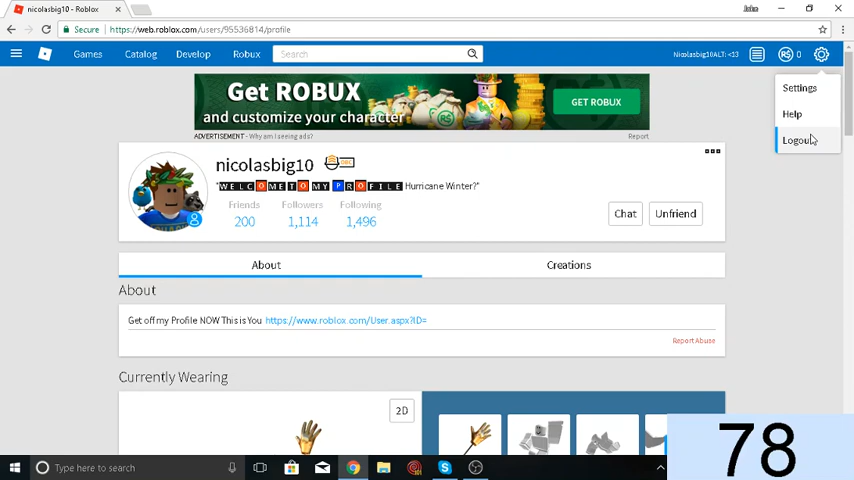 nicolasbig10 - Roblox
Secure https://web.roblox.com/users/95536814/profile
Games Catalog Develop Robux Search Nicolasbig10ALT: <13 0
Settings
Help
Logout
Get ROBUX
and customize your character
GET ROBUX
ADVERTISEMENT - Why am I seeing ads? Report
nicolasbig10
"WELCOMETOMYPROFILE Hurricane Winter?"
Friends Followers Following
200 1,114 1,496
Chat Unfriend
About Creations
About
Get off my Profile NOW This is You https://www.roblox.com/User.aspx?ID=
Report Abuse
Currently Wearing
2D
Type here to search
78